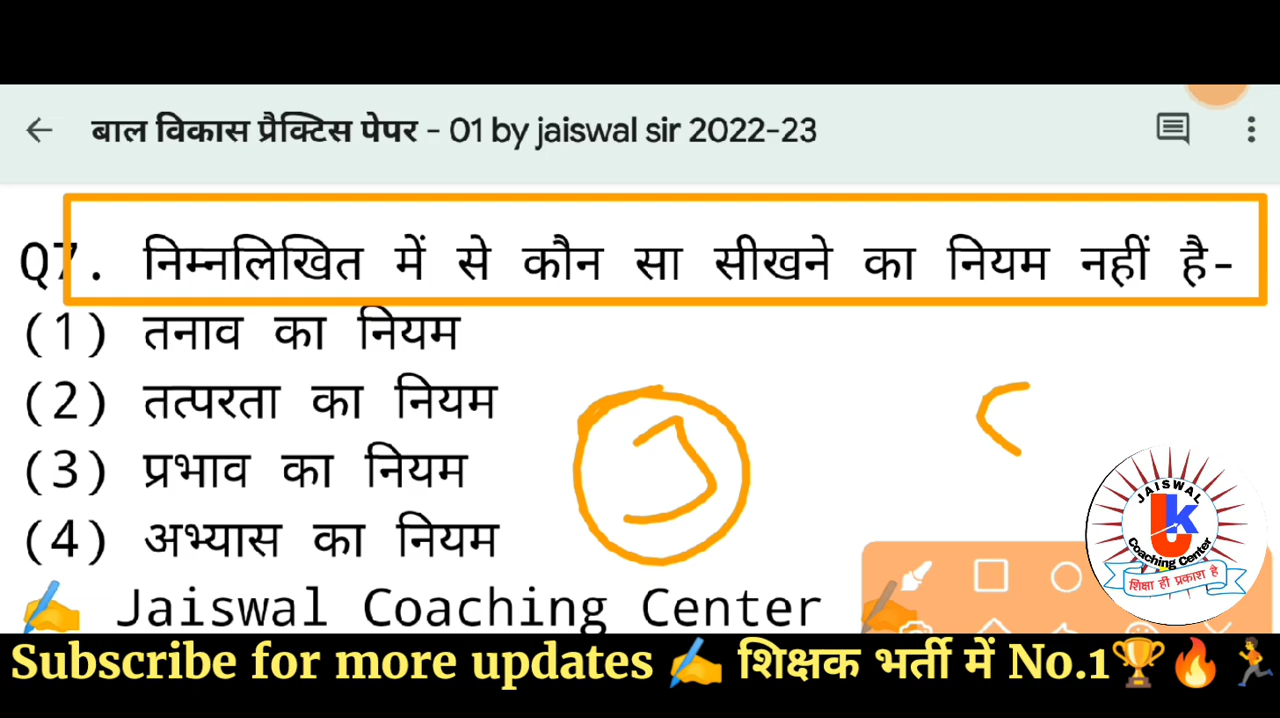 बाल विकास प्रैक्टिस पेपर - 01 by jaiswal sir 2022-23
Q7. निम्नलिखित में से कौन सा सीखने का नियम नहीं है-
(1) तनाव का नियम
(2) तत्परता का नियम
(3) प्रभाव का नियम
(4) अभ्यास का नियम
JAISWAL
UK
Coaching Center
शिक्षा ही प्रकाश है
✍ Jaiswal Coaching Center ✍
Subscribe for more updates ✍ शिक्षक भर्ती में No.1🏆🔥🏃